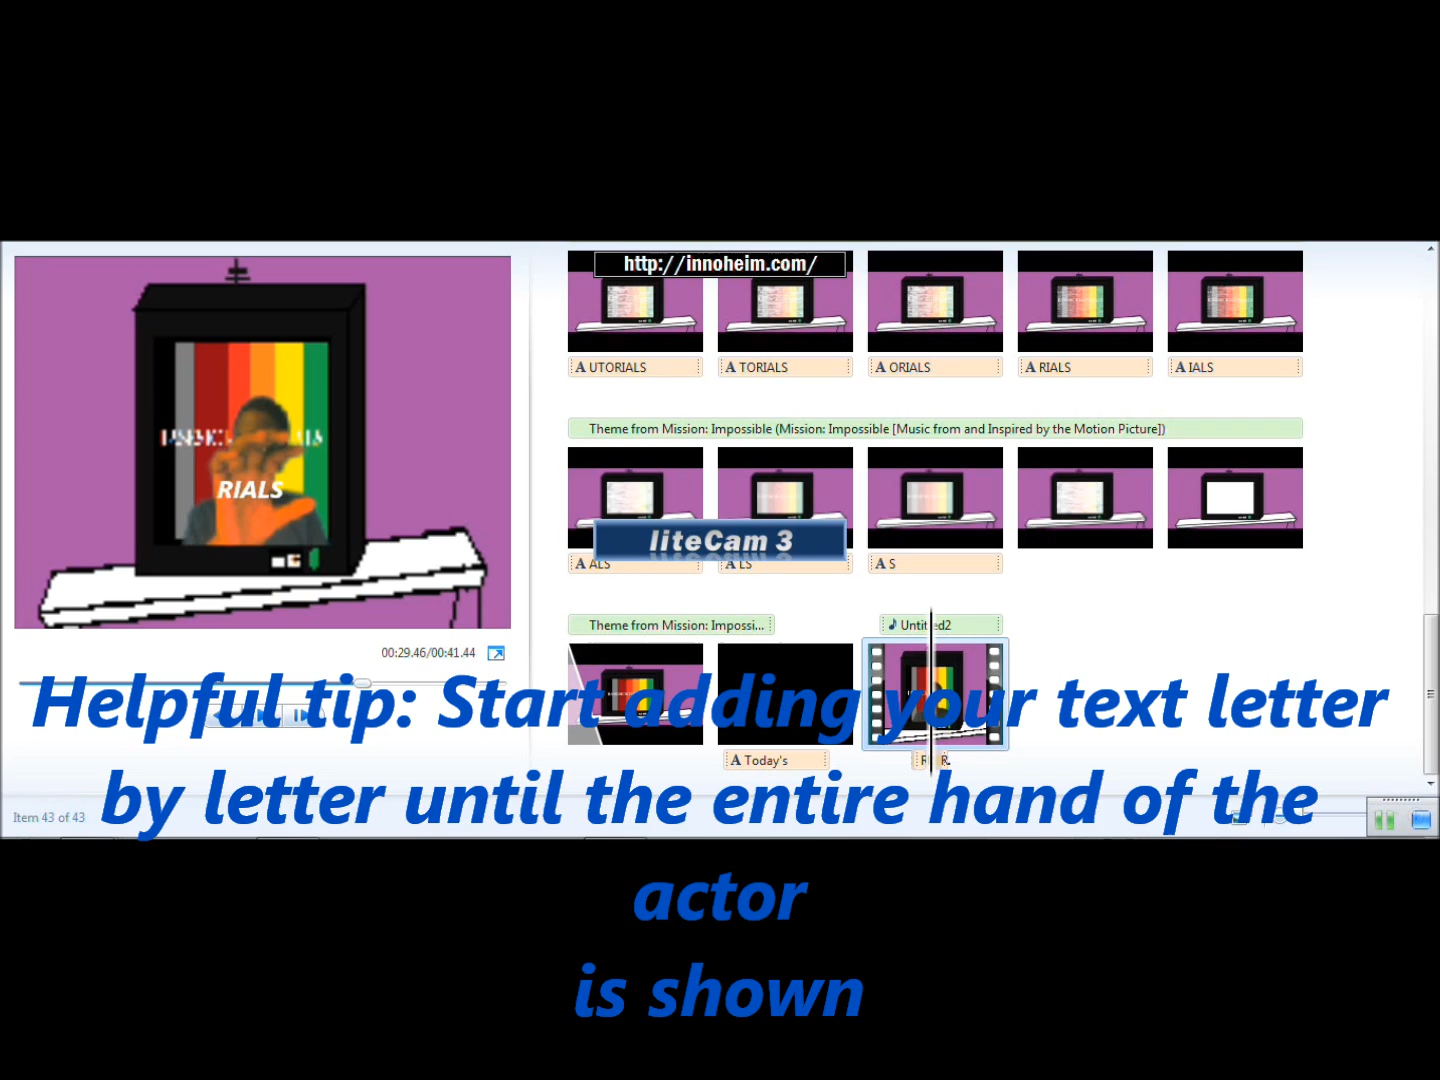 http://innoheim.com/
A UTORIALS
A TORIALS
A ORIALS
A RIALS
A IALS
Theme from Mission: Impossible (Mission: Impossible [Music from and Inspired by the Motion Picture])
RIALS
liteCam 3
A ALS
A LS
A S
Theme from Mission: Impossi...
Untitled2
00:29.46/00:41.44
Helpful tip: Start adding your text letter
A Today's
by letter until the entire hand of the
Item 43 of 43
actor
is shown